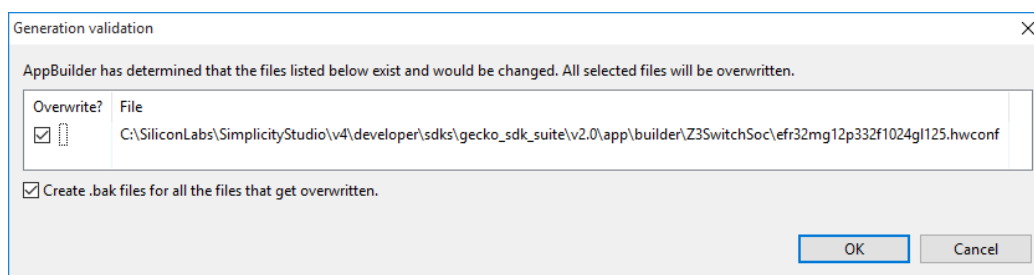 Generation validation
AppBuilder has determined that the files listed below exist and would be changed. All selected files will be overwritten.
Overwrite? File
C:\SiliconLabs\SimplicityStudio\v4\developer\sdks\gecko_sdk_suite\v2.0\app\builder\Z3SwitchSoc\efr32mg12p332f1024gl125.hwconf
Create .bak files for all the files that get overwritten.
OK Cancel